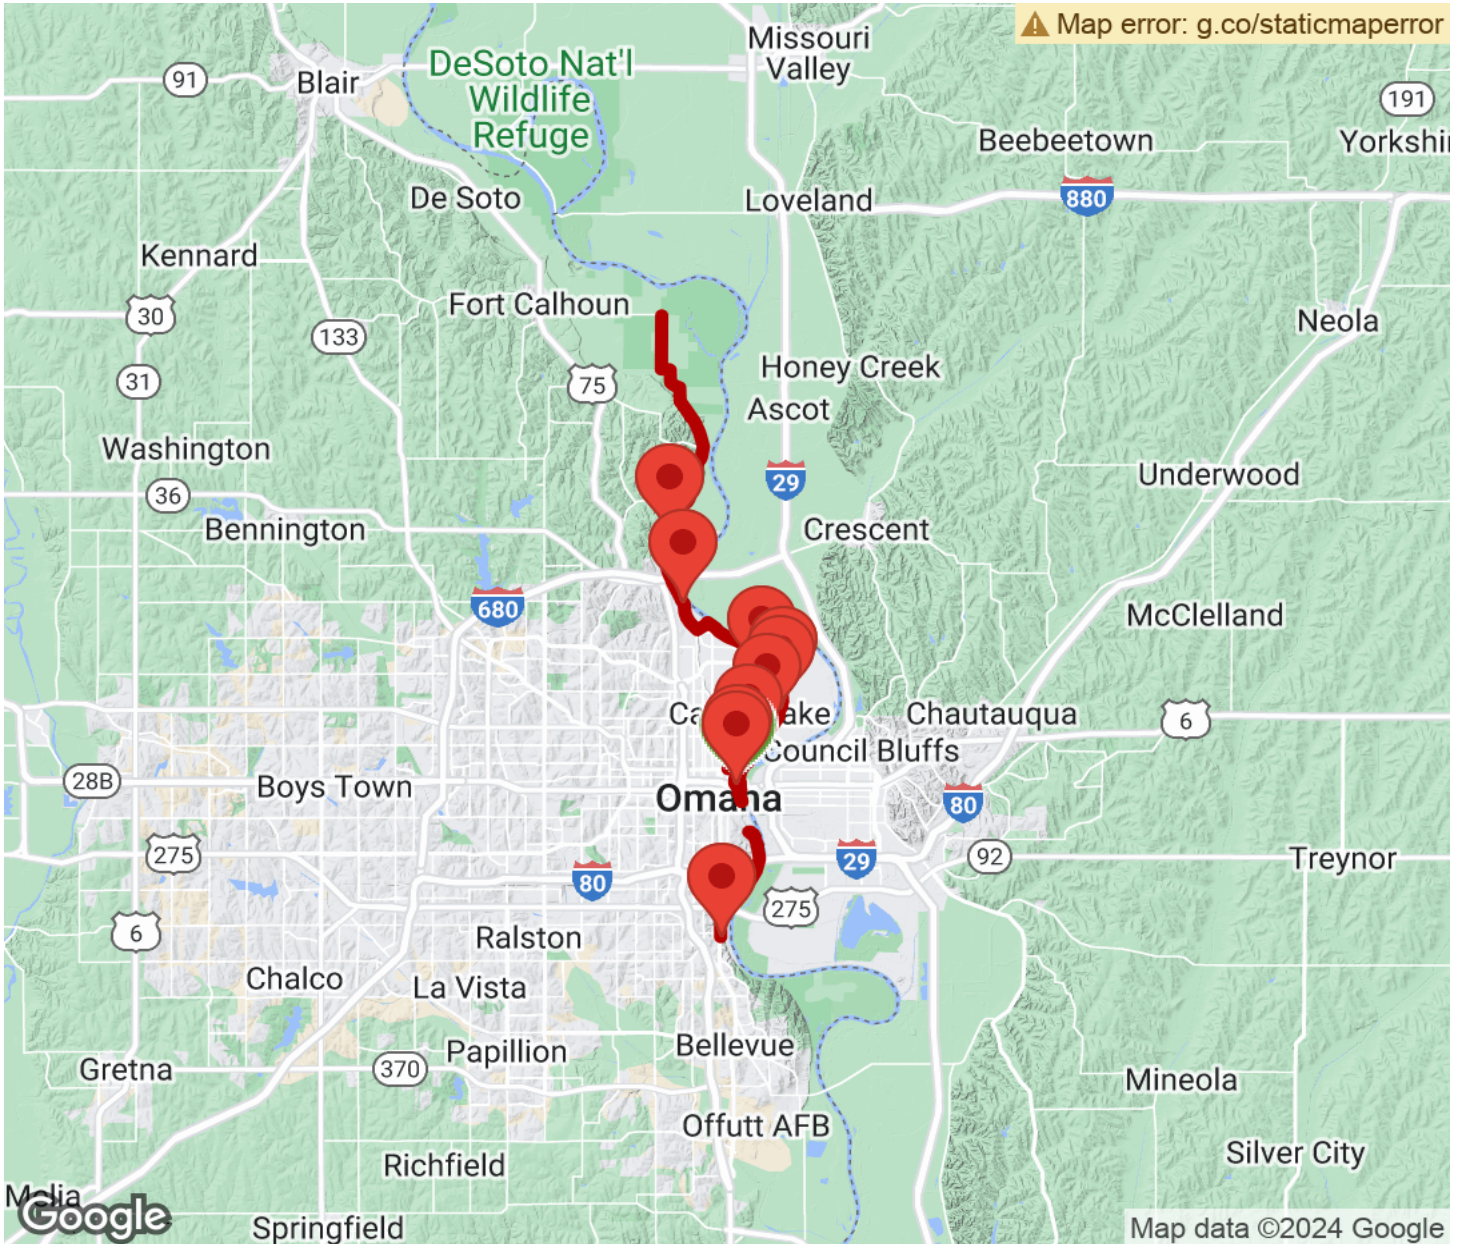 Map error: g.co/staticmaperror
Missouri
Valley
DeSoto Nat'l
Wildlife
Refuge
91
Blair
191
Beebeetown
Yorkshi
De Soto
Loveland
880
Kennard
30
Fort Calhoun
133
Neola
31
75
Honey Creek
Ascot
Washington
36
29
Underwood
Bennington
Crescent
680
McClelland
Ca
ake
Chautauqua
6
Council Bluffs
28B
Boys Town
Omaha
80
275
29
92
Treynor
80
275
6
Ralston
Chalco
La Vista
Papillion
Bellevue
Gretna
370
Mineola
Offutt AFB
Richfield
Silver City
Melia
Google
Springfield
Map data ©2024 Google